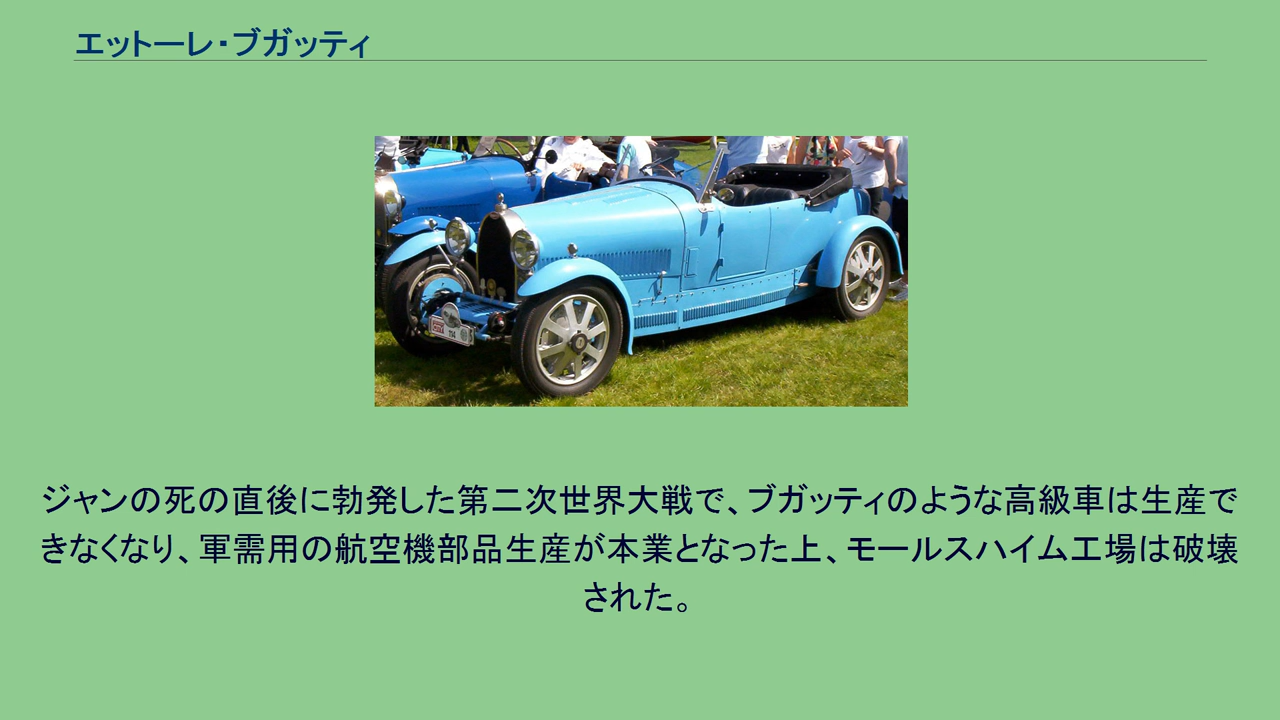 エットーレ・ブガッティ
ジャンの死の直後に勃発した第二次世界大戦で、ブガッティのような高級車は生産で
きなくなり、軍需用の航空機部品生産が本業となった上、モールスハイム工場は破壊
された。